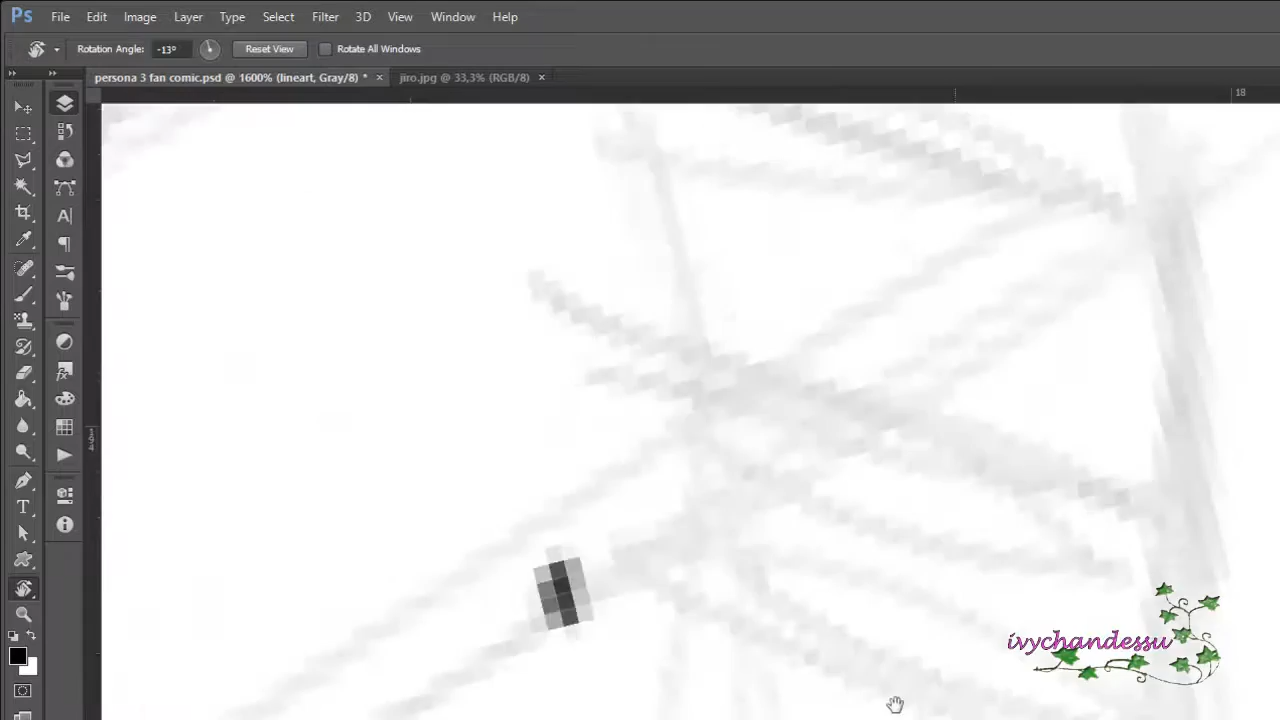 Ps File Edit Image Layer Type Select Filter 3D View Window Help
Rotation Angle: -13° Reset View Rotate All Windows
persona 3 fan comic.psd @ 1600% (lineart, Gray/8) * × jiro.jpg @ 33,3% (RGB/8) ×
18
ivychandessu